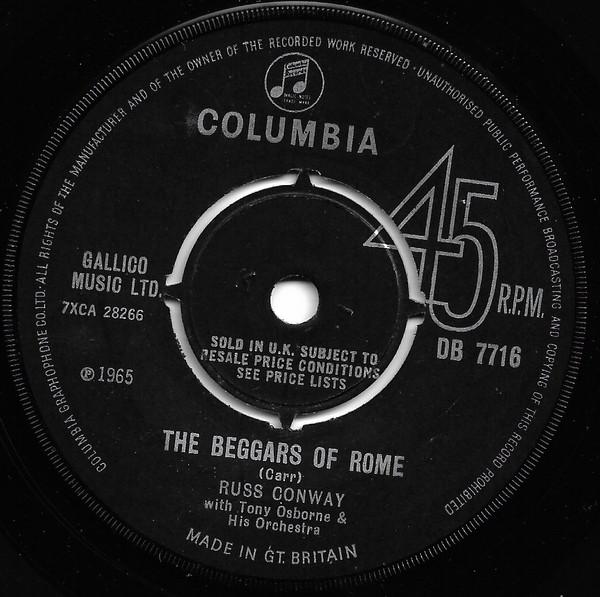 COLUMBIA GRAPHOPHONE CO. LTD. · ALL RIGHTS OF THE MANUFACTURER AND OF THE OWNER OF THE RECORDED WORK RESERVED · UNAUTHORISED PUBLIC PERFORMANCE BROADCASTING AND COPYING OF THIS RECORD PROHIBITED
COLUMBIA
45
R.P.M.
GALLICO
MUSIC LTD.
7XCA 28266
DB 7716
SOLD IN U.K. SUBJECT TO
RESALE PRICE CONDITIONS
SEE PRICE LISTS
℗ 1965
THE BEGGARS OF ROME
(Carr)
RUSS CONWAY
with Tony Osborne &
His Orchestra
MADE IN GT. BRITAIN